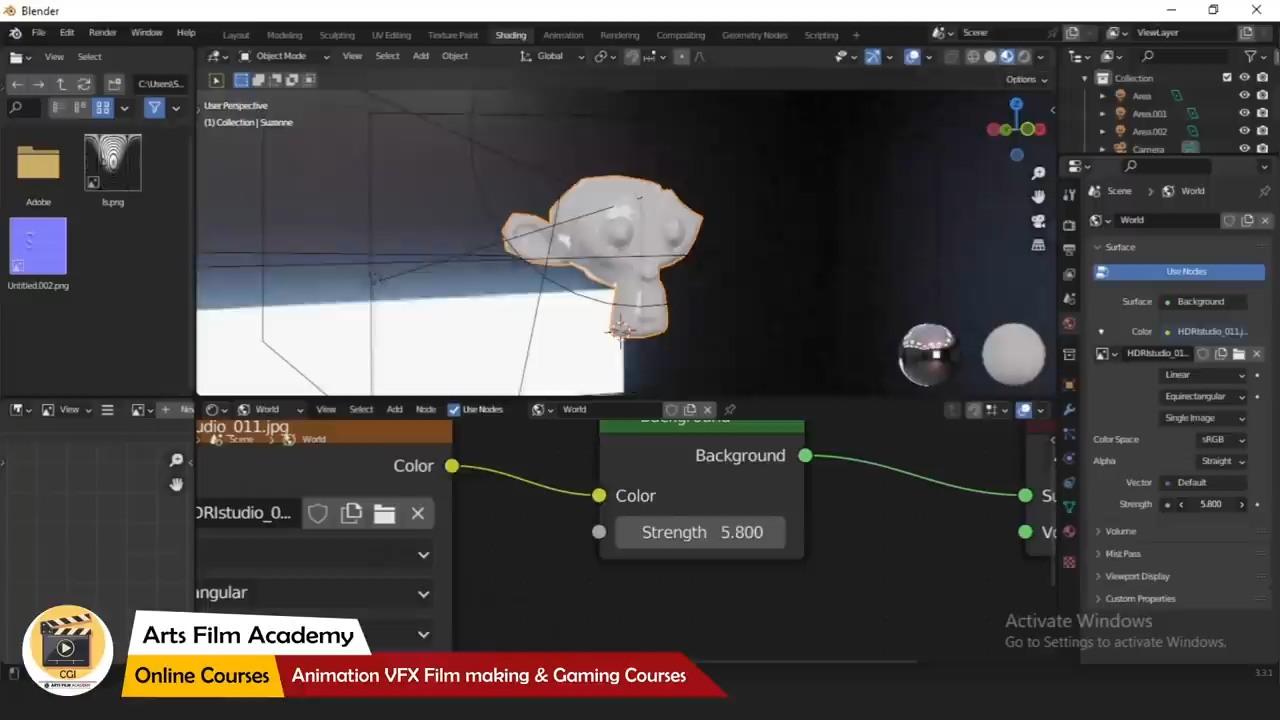 Blender
File Edit Render Window Help
Layout Modeling Sculpting UV Editing Texture Paint Shading Animation Rendering Compositing Geometry Nodes Scripting +
Scene
ViewLayer
View Select
Object Mode View Select Add Object
Global
Options
C:\Users\S...
Adobe
ls.png
Untitled.002.png
User Perspective
(1) Collection | Suzanne
Z
Collection
Area
Area.001
Area.002
Camera
Scene > World
World
Surface
Use Nodes
Surface Background
Color HDRIstudio_011.j...
HDRIstudio_01...
Linear
Equirectangular
Single Image
Color Space sRGB
Alpha Straight
Vector Default
Strength 5.800
Volume
Mist Pass
Viewport Display
Custom Properties
View
World View Select Add Node Use Nodes World
udio_011.jpg
Scene > World
Color
DRIstudio_0...
angular
Background
Color
Strength 5.800
Activate Windows
Go to Settings to activate Windows.
3.3.1
CGI
ARTS FILM ACADEMY
Arts Film Academy
Online Courses
Animation VFX Film making & Gaming Courses